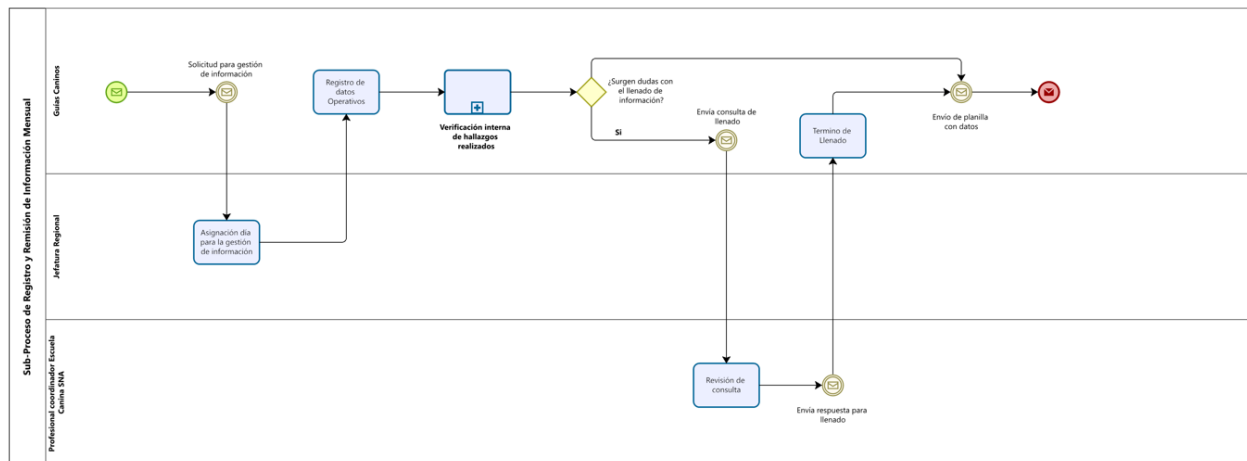 Sub-Proceso de Registro y Remisión de Información Mensual
Guías Caninos
Solicitud para gestión
de información
Registro de
datos
Operativos
Verificación interna
de hallazgos
realizados
¿Surgen dudas con
el llenado de
información?
Si
Envía consulta de
llenado
Termino de
Llenado
Envío de planilla
con datos
Jefatura Regional
Asignación día
para la gestión
de información
Profesional coordinador Escuela
Canina SNA
Revisión de
consulta
Envía respuesta para
llenado